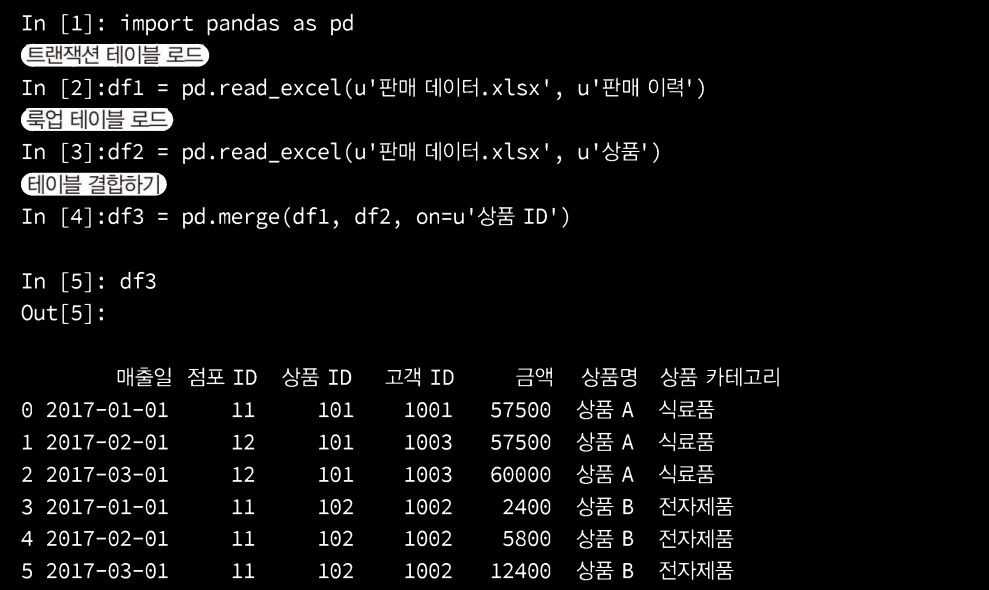 In [1]: import pandas as pd
트랜잭션 테이블 로드
In [2]:df1 = pd.read_excel(u'판매 데이터.xlsx', u'판매 이력')
룩업 테이블 로드
In [3]:df2 = pd.read_excel(u'판매 데이터.xlsx', u'상품')
테이블 결합하기
In [4]:df3 = pd.merge(df1, df2, on=u'상품 ID')
In [5]: df3
Out[5]:
매출일 점포 ID 상품 ID 고객 ID 금액 상품명 상품 카테고리
0 2017-01-01 11 101 1001 57500 상품 A 식료품
1 2017-02-01 12 101 1003 57500 상품 A 식료품
2 2017-03-01 12 101 1003 60000 상품 A 식료품
3 2017-01-01 11 102 1002 2400 상품 B 전자제품
4 2017-02-01 11 102 1002 5800 상품 B 전자제품
5 2017-03-01 11 102 1002 12400 상품 B 전자제품